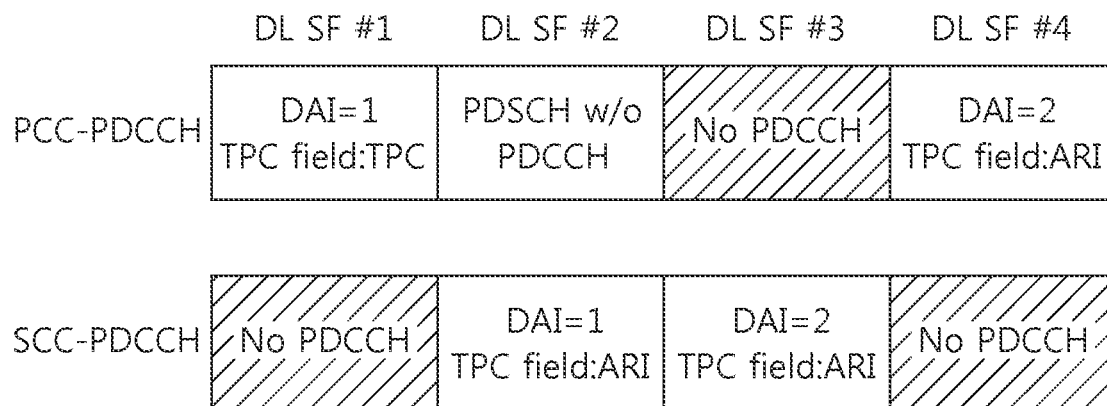 DL SF #1 DL SF #2 DL SF #3 DL SF #4
PCC-PDCCH
DAI=1
TPC field:TPC
PDSCH w/o
PDCCH
No PDCCH
DAI=2
TPC field:ARI
SCC-PDCCH
No PDCCH
DAI=1
TPC field:ARI
DAI=2
TPC field:ARI
No PDCCH